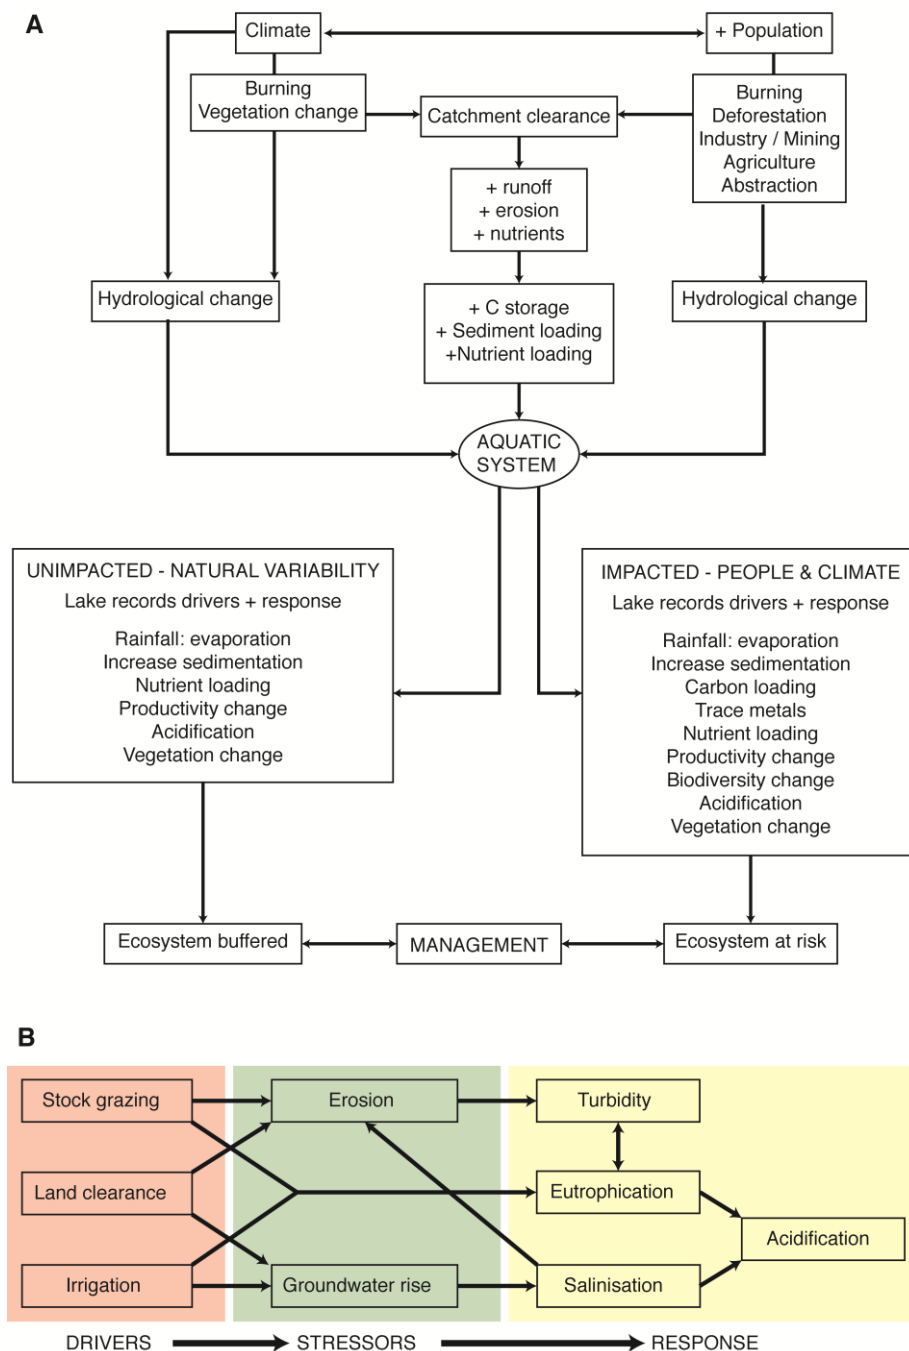 A
Climate
+ Population
Burning
Vegetation change
Catchment clearance
Burning
Deforestation
Industry / Mining
Agriculture
Abstraction
+ runoff
+ erosion
+ nutrients
Hydrological change
+ C storage
+ Sediment loading
+Nutrient loading
Hydrological change
AQUATIC
SYSTEM
UNIMPACTED - NATURAL VARIABILITY
Lake records drivers + response
Rainfall: evaporation
Increase sedimentation
Nutrient loading
Productivity change
Acidification
Vegetation change
IMPACTED - PEOPLE & CLIMATE
Lake records drivers + response
Rainfall: evaporation
Increase sedimentation
Carbon loading
Trace metals
Nutrient loading
Productivity change
Biodiversity change
Acidification
Vegetation change
Ecosystem buffered
MANAGEMENT
Ecosystem at risk
B
Stock grazing
Erosion
Turbidity
Land clearance
Eutrophication
Acidification
Irrigation
Groundwater rise
Salinisation
DRIVERS
STRESSORS
RESPONSE